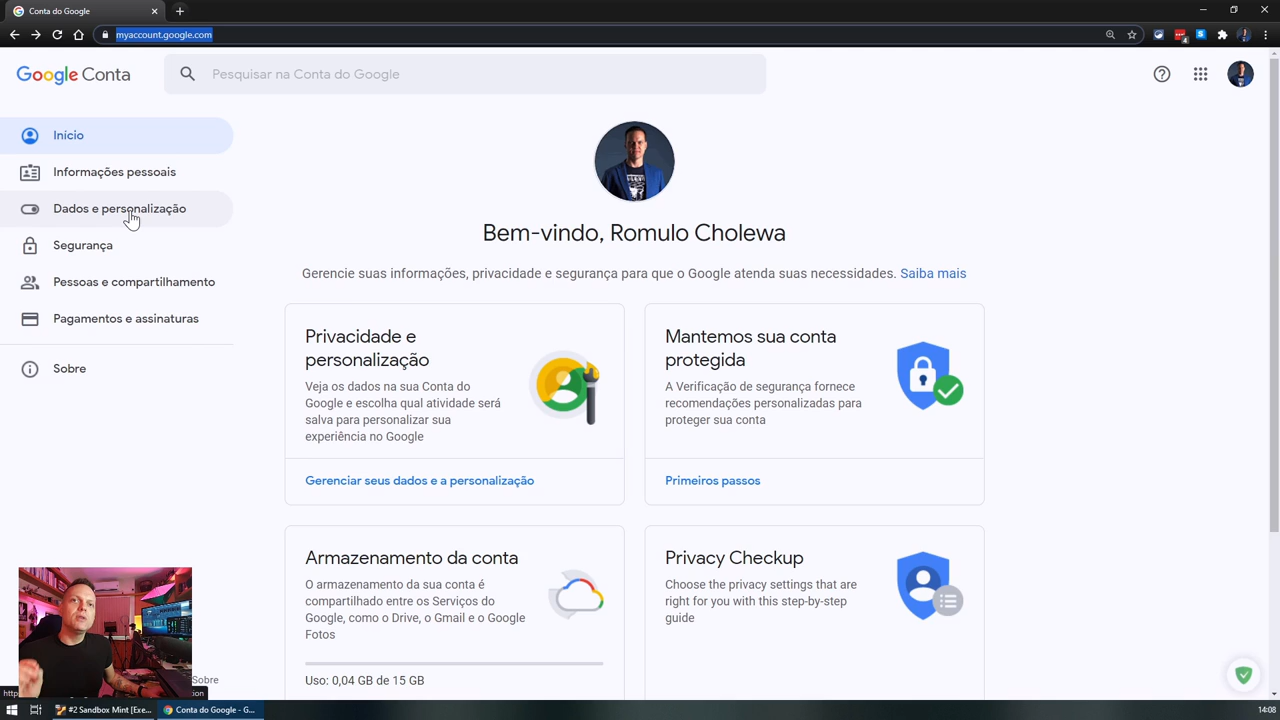 Conta do Google
myaccount.google.com
Google Conta
Pesquisar na Conta do Google
Início
Informações pessoais
Dados e personalização
Segurança
Pessoas e compartilhamento
Pagamentos e assinaturas
Sobre
Bem-vindo, Romulo Cholewa
Gerencie suas informações, privacidade e segurança para que o Google atenda suas necessidades. Saiba mais
Privacidade e
personalização
Veja os dados na sua Conta do
Google e escolha qual atividade será
salva para personalizar sua
experiência no Google
Gerenciar seus dados e a personalização
Mantemos sua conta
protegida
A Verificação de segurança fornece
recomendações personalizadas para
proteger sua conta
Primeiros passos
Armazenamento da conta
O armazenamento da sua conta é
compartilhado entre os Serviços do
Google, como o Drive, o Gmail e o Google
Fotos
Uso: 0,04 GB de 15 GB
Privacy Checkup
Choose the privacy settings that are
right for you with this step-by-step
guide
Sobre
#2 Sandbox Mint [Exe...
Conta do Google - G...
14:08